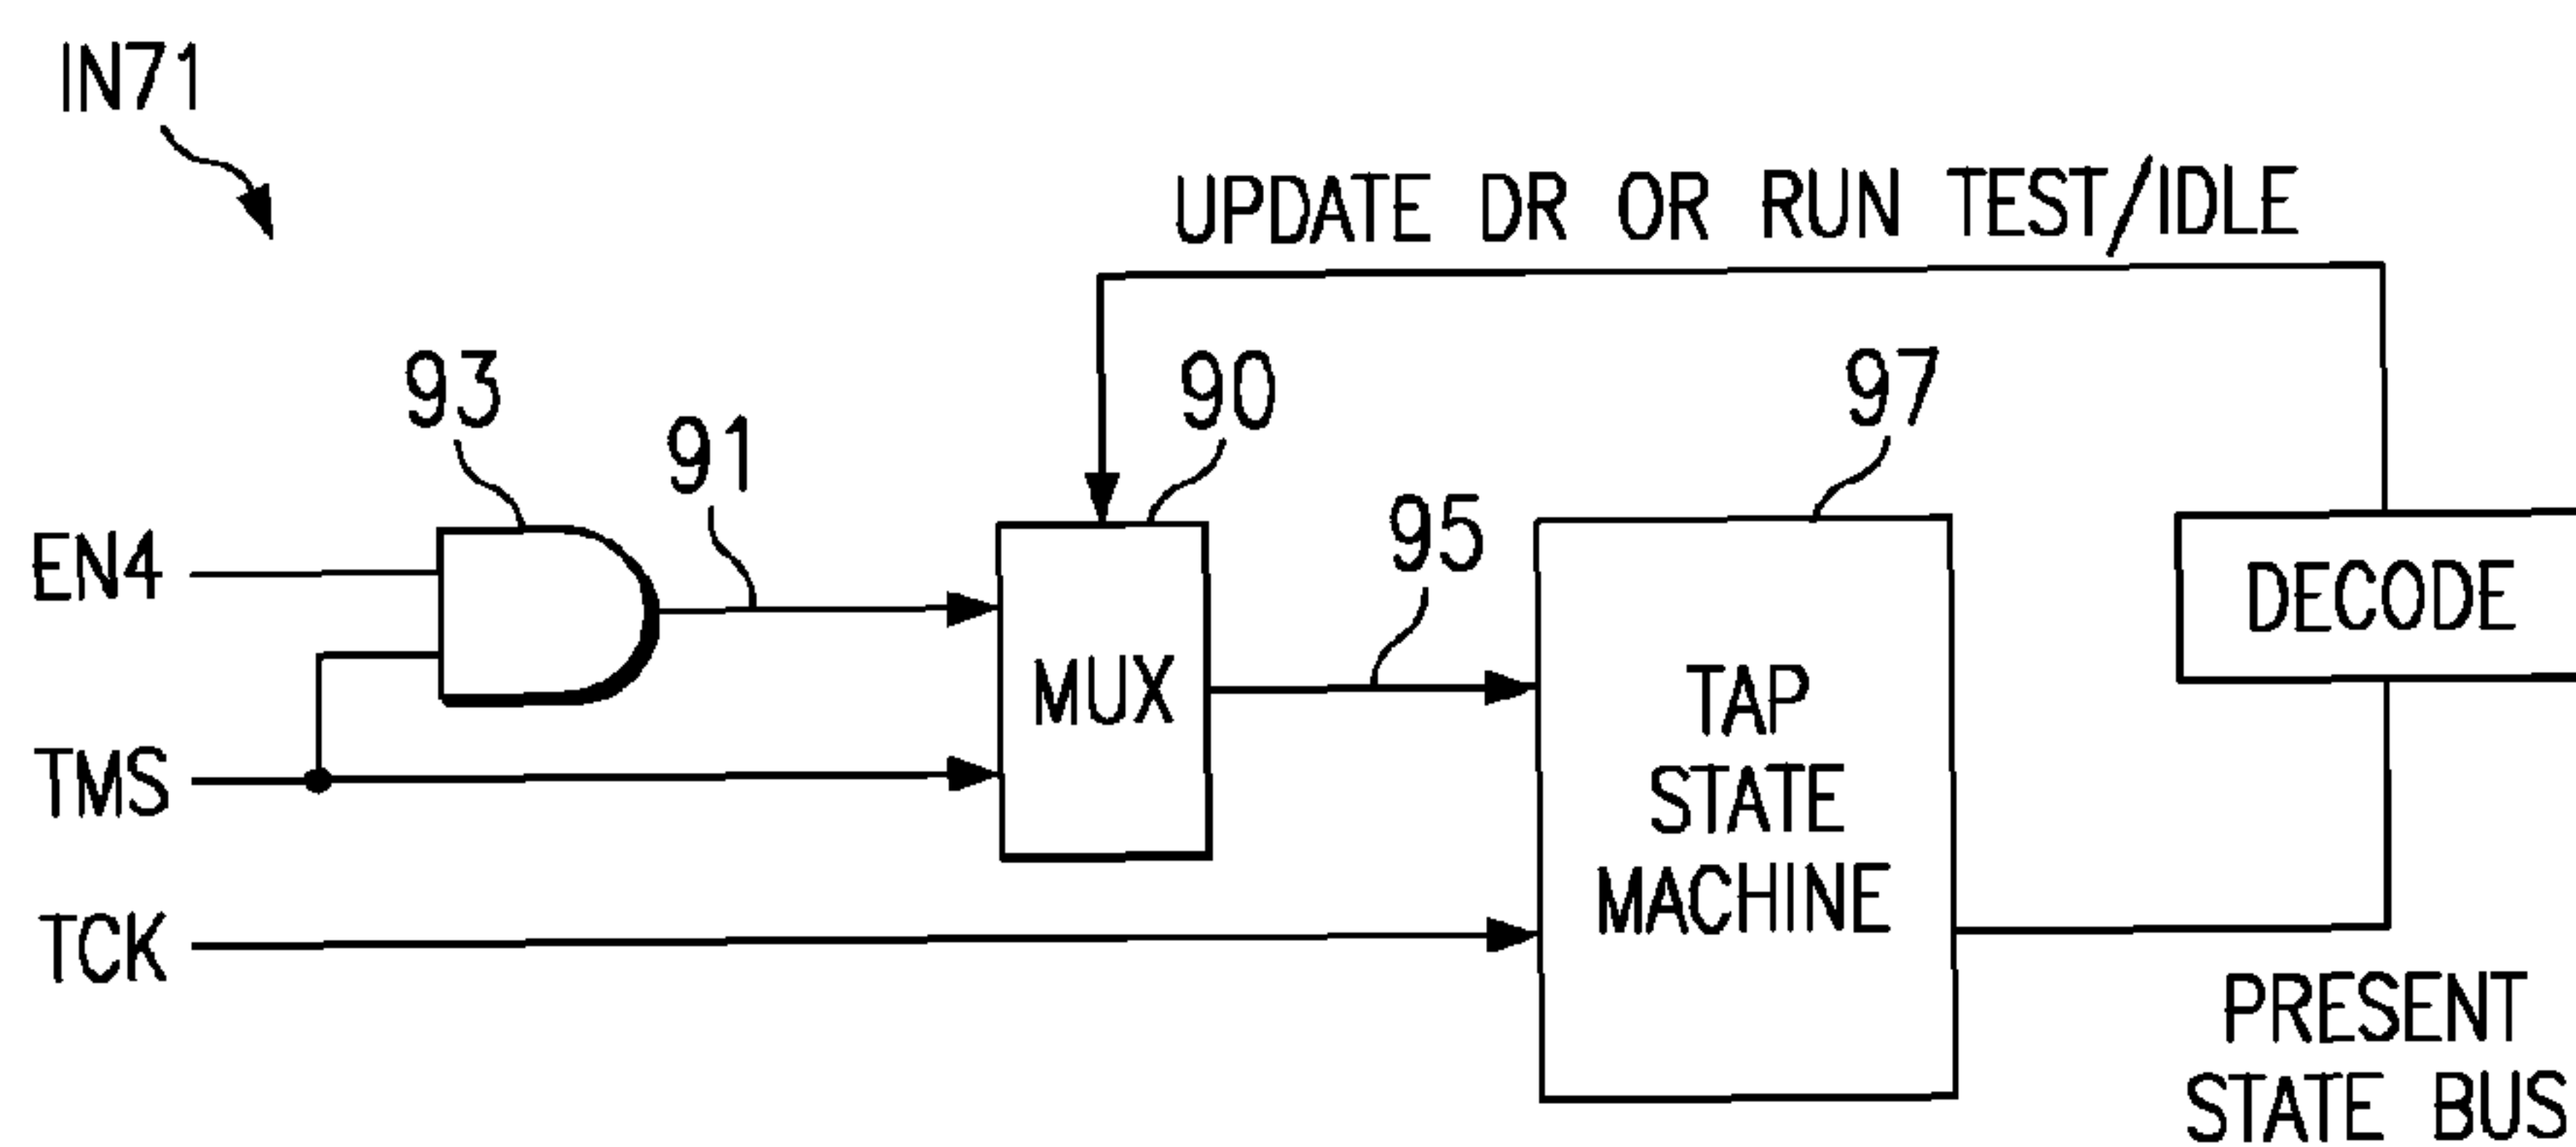 IN71
UPDATE DR OR RUN TEST/IDLE
93
91
90
97
95
EN4
TMS
TCK
MUX
TAP
STATE
MACHINE
DECODE
PRESENT
STATE BUS